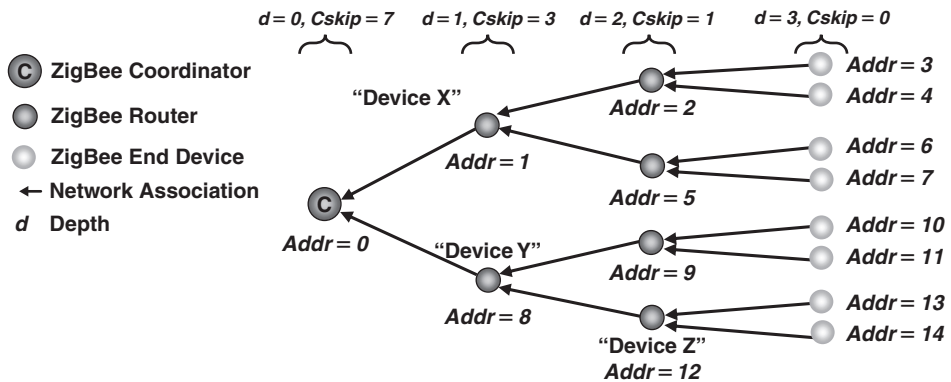 d = 0, Cskip = 7 d = 1, Cskip = 3 d = 2, Cskip = 1 d = 3, Cskip = 0
C ZigBee Coordinator
ZigBee Router
ZigBee End Device
Network Association
d Depth
"Device X"
C
Addr = 0
Addr = 1
"Device Y"
Addr = 8
Addr = 2
Addr = 5
Addr = 9
"Device Z"
Addr = 12
Addr = 3
Addr = 4
Addr = 6
Addr = 7
Addr = 10
Addr = 11
Addr = 13
Addr = 14